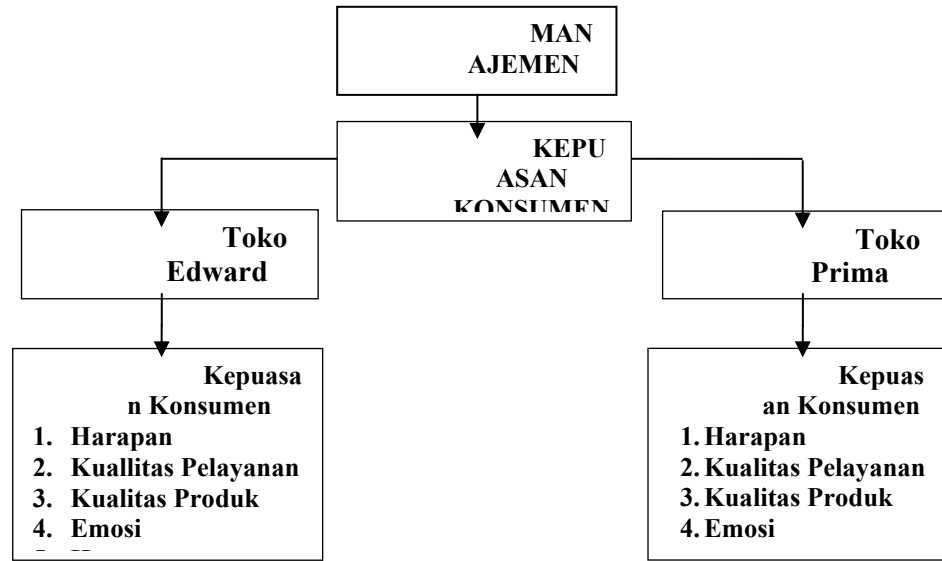 MAN
AJEMEN
KEPU
ASAN
KONSUMEN
Toko
Edward
Toko
Prima
Kepuasa
n Konsumen
1. Harapan
2. Kuallitas Pelayanan
3. Kualitas Produk
4. Emosi
Kepuas
an Konsumen
1. Harapan
2. Kualitas Pelayanan
3. Kualitas Produk
4. Emosi